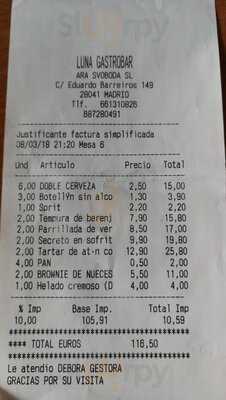 LUNA GASTROBAR
ARA SVOBODA SL
C/ Eduardo Barreiros 149
28041 MADRID
Tlf. 661310826
887280491
Justificante factura simplificada
08/03/18 21:20 Mesa 6
Und Artículo Precio Total
6,00 DOBLE CERVEZA 2,50 15,00
3,00 Botellín sin alco 1,30 3,90
1,00 Sprit 2,20 2,20
2,00 Tempura de berenj 7,90 15,80
2,00 Parrillada de ver 8,50 17,00
2,00 Secreto en sofrit 9,90 19,80
2,00 Tartar de at-n co 12,90 25,80
4,00 PAN 0,50 2,00
2,00 BROWNIE DE NUECES 5,50 11,00
1,00 Helado cremoso (D 4,00 4,00
% Imp Base Imp. Total Imp
10,00 105,91 10,59
**** TOTAL EUROS 116,50
Le atendio DEBORA GESTORA
GRACIAS POR SU VISITA